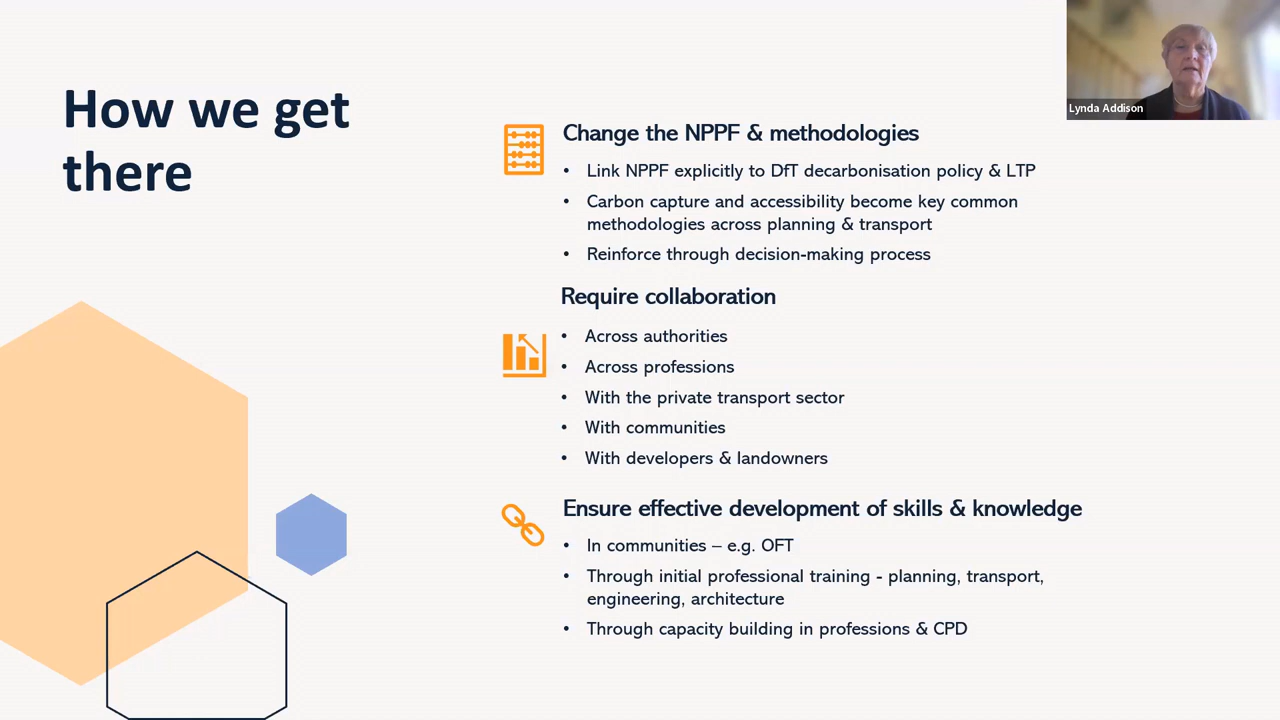 How we get
there
Lynda Addison
Change the NPPF & methodologies
• Link NPPF explicitly to DfT decarbonisation policy & LTP
• Carbon capture and accessibility become key common
methodologies across planning & transport
• Reinforce through decision-making process
Require collaboration
• Across authorities
• Across professions
• With the private transport sector
• With communities
• With developers & landowners
Ensure effective development of skills & knowledge
• In communities – e.g. OFT
• Through initial professional training - planning, transport,
engineering, architecture
• Through capacity building in professions & CPD